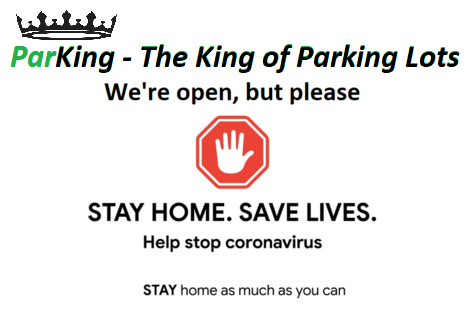 ParKing - The King of Parking Lots
We're open, but please
STAY HOME. SAVE LIVES.
Help stop coronavirus
STAY home as much as you can